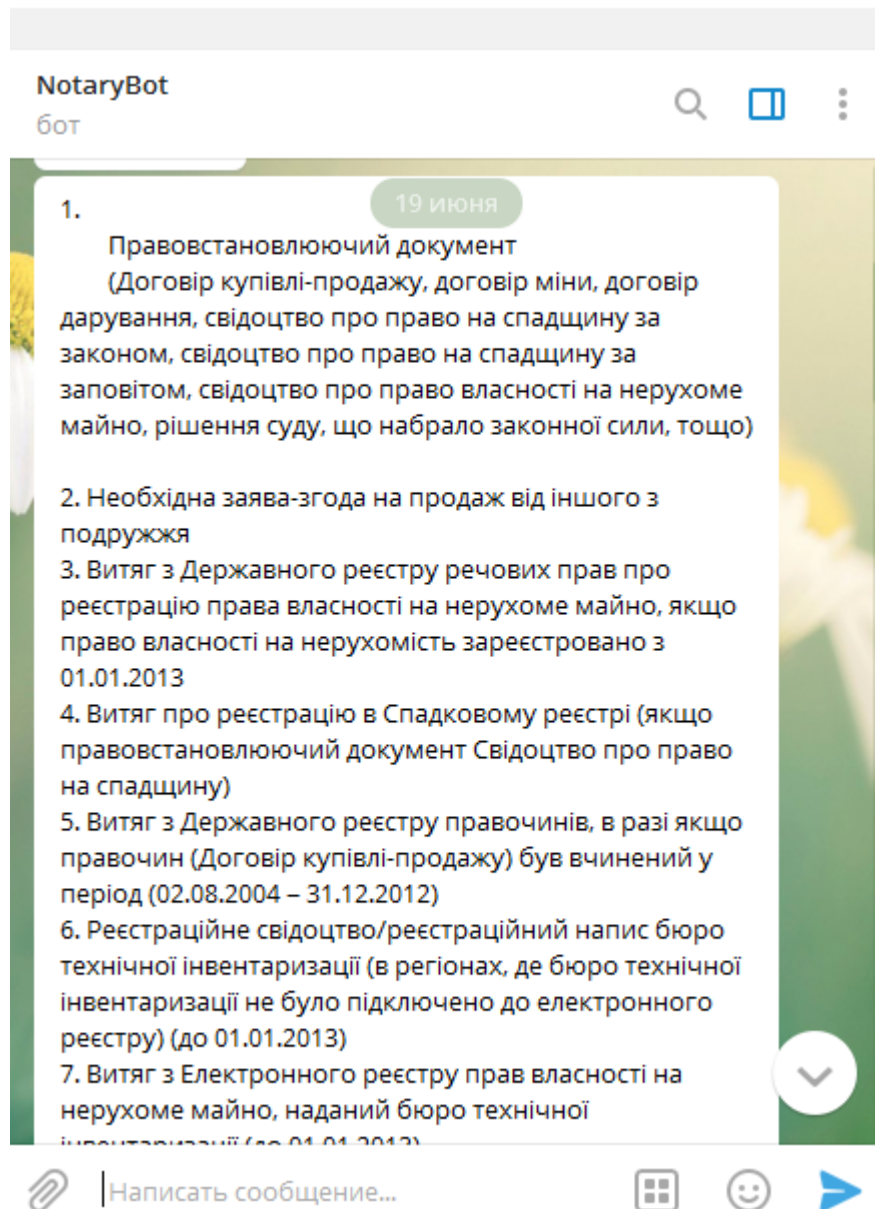 NotaryBot
бот
19 июня
1.
Правовстановлюючий документ
(Договір купівлі-продажу, договір міни, договір
дарування, свідоцтво про право на спадщину за
законом, свідоцтво про право на спадщину за
заповітом, свідоцтво про право власності на нерухоме
майно, рішення суду, що набрало законної сили, тощо)
2. Необхідна заява-згода на продаж від іншого з
подружжя
3. Витяг з Державного реєстру речових прав про
реєстрацію права власності на нерухоме майно, якщо
право власності на нерухомість зареєстровано з
01.01.2013
4. Витяг про реєстрацію в Спадковому реєстрі (якщо
правовстановлюючий документ Свідоцтво про право
на спадщину)
5. Витяг з Державного реєстру правочинів, в разі якщо
правочин (Договір купівлі-продажу) був вчинений у
період (02.08.2004 – 31.12.2012)
6. Реєстраційне свідоцтво/реєстраційний напис бюро
технічної інвентаризації (в регіонах, де бюро технічної
інвентаризації не було підключено до електронного
реєстру) (до 01.01.2013)
7. Витяг з Електронного реєстру прав власності на
нерухоме майно, наданий бюро технічної
інвентаризації (до 01.01.2013)
Написать сообщение...